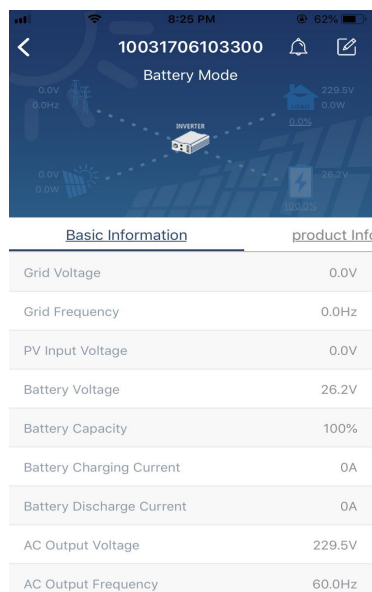 8:25 PM
62%
10031706103300
Battery Mode
0.0V
0.0Hz
229.5V
LOAD
0.0W
0.0%
INVERTER
0.0V
0.0W
26.2V
100.0%
Basic Information
product Info
Grid Voltage 0.0V
Grid Frequency 0.0Hz
PV Input Voltage 0.0V
Battery Voltage 26.2V
Battery Capacity 100%
Battery Charging Current 0A
Battery Discharge Current 0A
AC Output Voltage 229.5V
AC Output Frequency 60.0Hz